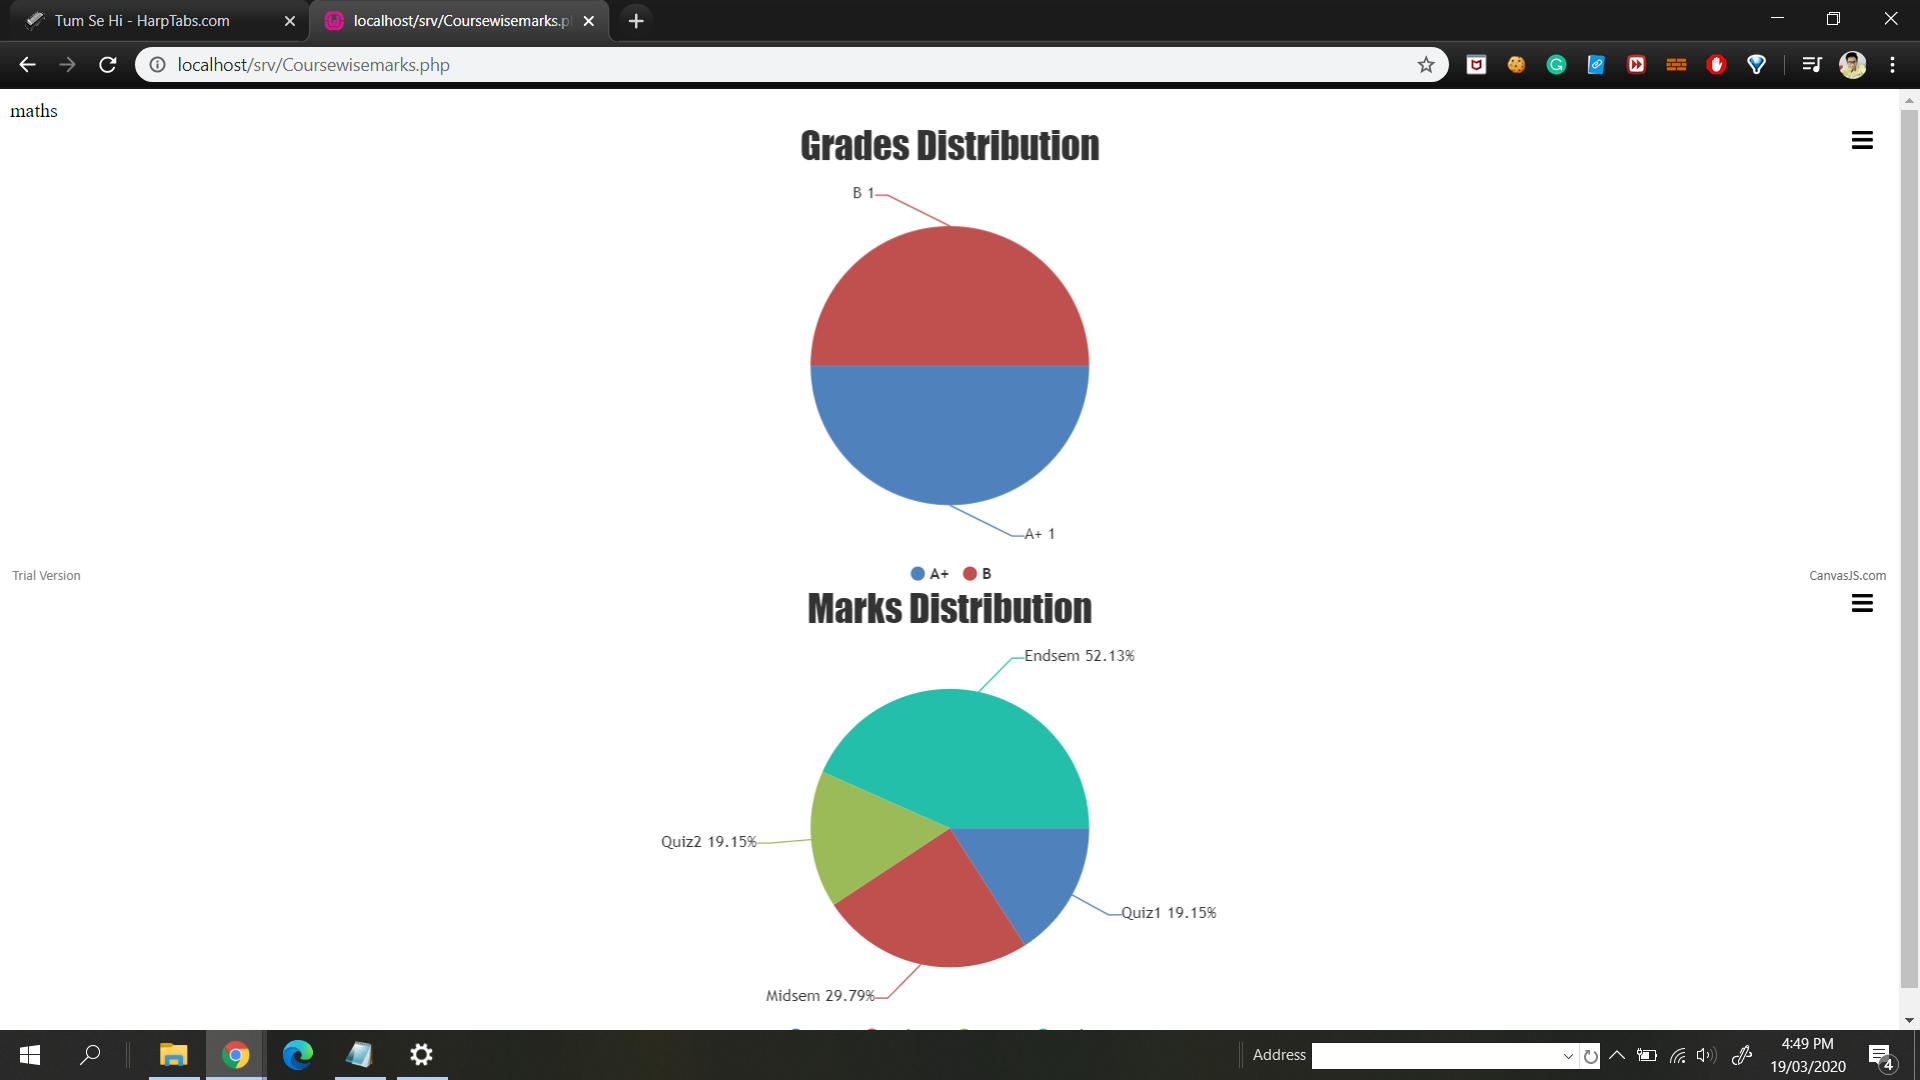 Tum Se Hi - HarpTabs.com
localhost/srv/Coursewisemarks.p
localhost/srv/Coursewisemarks.php
maths
Grades Distribution
B 1
A+ 1
A+ B
Trial Version
CanvasJS.com
Marks Distribution
Endsem 52.13%
Quiz2 19.15%
Quiz1 19.15%
Midsem 29.79%
Address
4:49 PM
19/03/2020
4